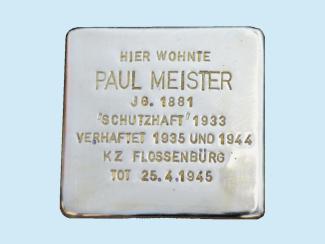 HIER WOHNTE
PAUL MEISTER
JG. 1881
"SCHUTZHAFT" 1933
VERHAFTET 1935 UND 1944
KZ FLOSSENBÜRG
TOT 25.4.1945